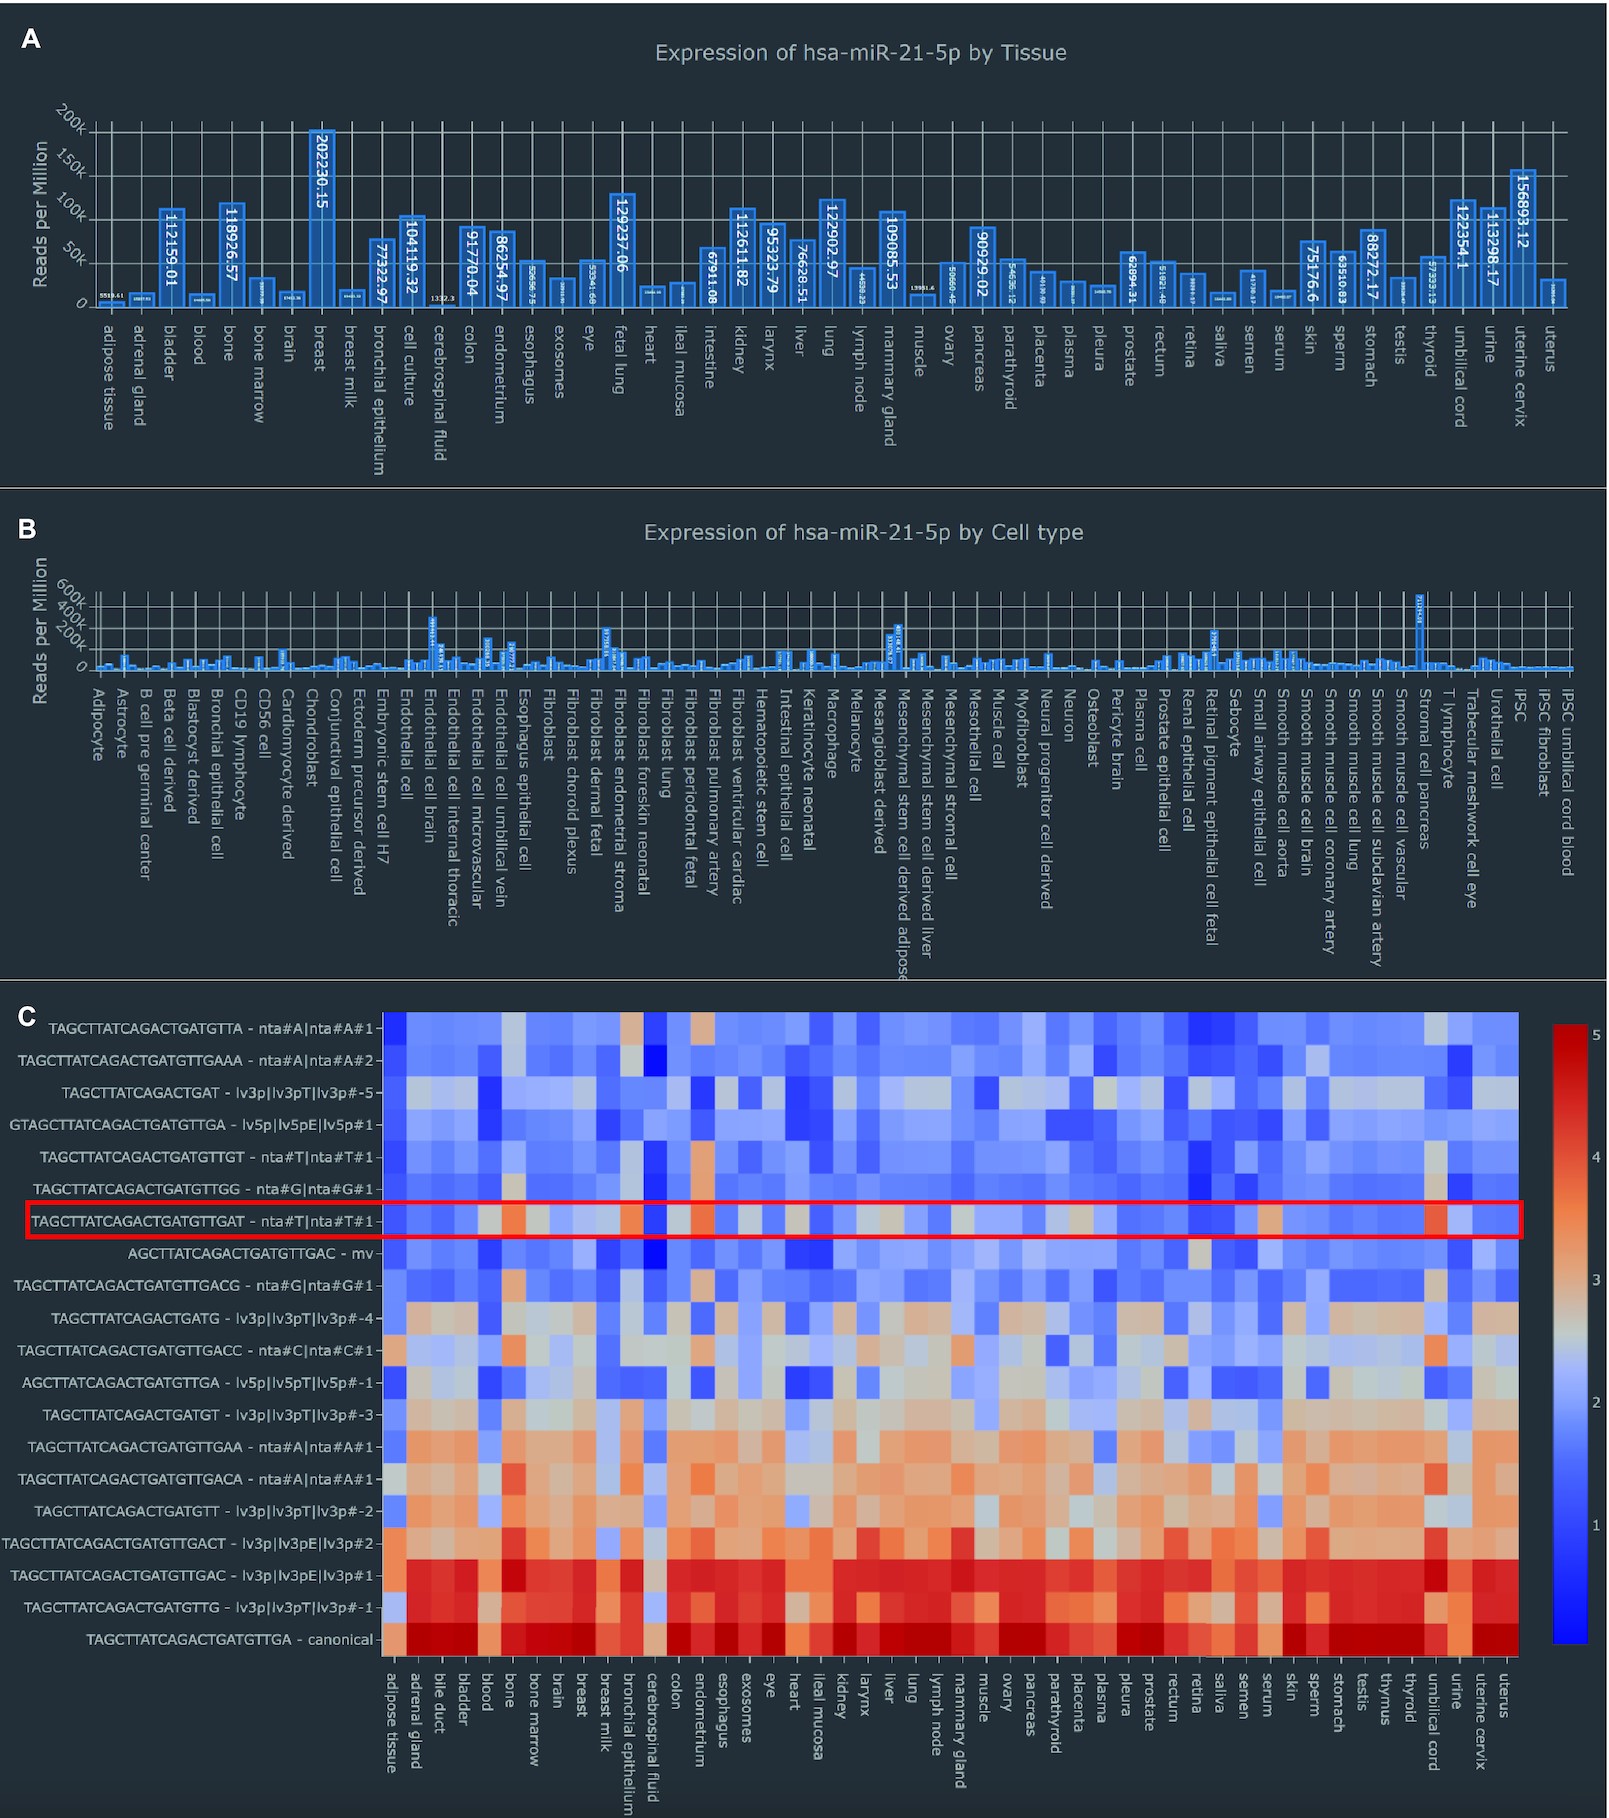 A
Expression of hsa-miR-21-5p by Tissue
Reads per Million
200k
150k
100k
50k
0
5519.61
112159.01
118926.57
202230.15
77322.97
104119.32
1332.3
91770.04
86254.97
129237.06
67911.08
112611.82
95323.79
76628.51
122902.97
109085.53
13981.6
90929.02
62894.31
75176.6
63510.83
88272.17
57333.13
122354.1
113298.17
156893.12
adipose tissue
adrenal gland
bladder
blood
bone
bone marrow
brain
breast
breast milk
bronchial epithelium
cell culture
cerebrospinal fluid
colon
endometrium
esophagus
exosomes
eye
fetal lung
heart
ileal mucosa
intestine
kidney
larynx
liver
lung
lymph node
mammary gland
muscle
ovary
pancreas
parathyroid
placenta
plasma
pleura
prostate
rectum
retina
saliva
semen
serum
skin
sperm
stomach
testis
thyroid
umbilical cord
urine
uterine cervix
uterus
B
Expression of hsa-miR-21-5p by Cell type
Reads per Million
600k
400k
200k
0
Adipocyte
Astrocyte
B cell pre germinal center
Beta cell derived
Blastocyst derived
Bronchial epithelial cell
CD19 lymphocyte
CD56 cell
Cardiomyocyte derived
Chondroblast
Conjunctival epithelial cell
Ectoderm precursor derived
Embryonic stem cell H7
Endothelial cell
Endothelial cell brain
Endothelial cell internal thoracic
Endothelial cell microvascular
Endothelial cell umbilical vein
Esophagus epithelial cell
Fibroblast
Fibroblast choroid plexus
Fibroblast dermal fetal
Fibroblast endometrial stroma
Fibroblast foreskin neonatal
Fibroblast lung
Fibroblast periodontal fetal
Fibroblast pulmonary artery
Fibroblast ventricular cardiac
Hematopoietic stem cell
Intestinal epithelial cell
Keratinocyte neonatal
Macrophage
Melanocyte
Mesangioblast derived
Mesenchymal stem cell derived adipose
Mesenchymal stem cell derived liver
Mesenchymal stromal cell
Mesothelial cell
Muscle cell
Myofibroblast
Neural progenitor cell derived
Neuron
Osteoblast
Pericyte brain
Plasma cell
Prostate epithelial cell
Renal epithelial cell
Retinal pigment epithelial cell fetal
Sebocyte
Small airway epithelial cell
Smooth muscle cell aorta
Smooth muscle cell brain
Smooth muscle cell coronary artery
Smooth muscle cell lung
Smooth muscle cell subclavian artery
Smooth muscle cell vascular
Stromal cell pancreas
T lymphocyte
Trabecular meshwork cell eye
Urothelial cell
iPSC
iPSC fibroblast
iPSC umbilical cord blood
C
TAGCTTATCAGACTGATGTTA - nta#A|nta#A#1
TAGCTTATCAGACTGATGTTGAAA - nta#A|nta#A#2
TAGCTTATCAGACTGAT - lv3p|lv3pT|lv3p#-5
GTAGCTTATCAGACTGATGTTGA - lv5p|lv5pE|lv5p#1
TAGCTTATCAGACTGATGTTGT - nta#T|nta#T#1
TAGCTTATCAGACTGATGTTGG - nta#G|nta#G#1
TAGCTTATCAGACTGATGTTGAT - nta#T|nta#T#1
AGCTTATCAGACTGATGTTGAC - mv
TAGCTTATCAGACTGATGTTGACG - nta#G|nta#G#1
TAGCTTATCAGACTGATG - lv3p|lv3pT|lv3p#-4
TAGCTTATCAGACTGATGTTGACC - nta#C|nta#C#1
AGCTTATCAGACTGATGTTGA - lv5p|lv5pT|lv5p#-1
TAGCTTATCAGACTGATGT - lv3p|lv3pT|lv3p#-3
TAGCTTATCAGACTGATGTTGAA - nta#A|nta#A#1
TAGCTTATCAGACTGATGTTGACA - nta#A|nta#A#1
TAGCTTATCAGACTGATGTT - lv3p|lv3pT|lv3p#-2
TAGCTTATCAGACTGATGTTGACT - lv3p|lv3pE|lv3p#2
TAGCTTATCAGACTGATGTTGAC - lv3p|lv3pE|lv3p#1
TAGCTTATCAGACTGATGTTG - lv3p|lv3pT|lv3p#-1
TAGCTTATCAGACTGATGTTGA - canonical
5
4
3
2
1
adipose tissue
adrenal gland
bile duct
bladder
blood
bone
bone marrow
brain
breast
breast milk
bronchial epithelium
cerebrospinal fluid
colon
endometrium
esophagus
exosomes
eye
heart
ileal mucosa
kidney
larynx
liver
lung
lymph node
mammary gland
muscle
ovary
pancreas
parathyroid
placenta
plasma
pleura
prostate
rectum
retina
saliva
semen
serum
skin
sperm
stomach
testis
thymus
thyroid
umbilical cord
urine
uterine cervix
uterus